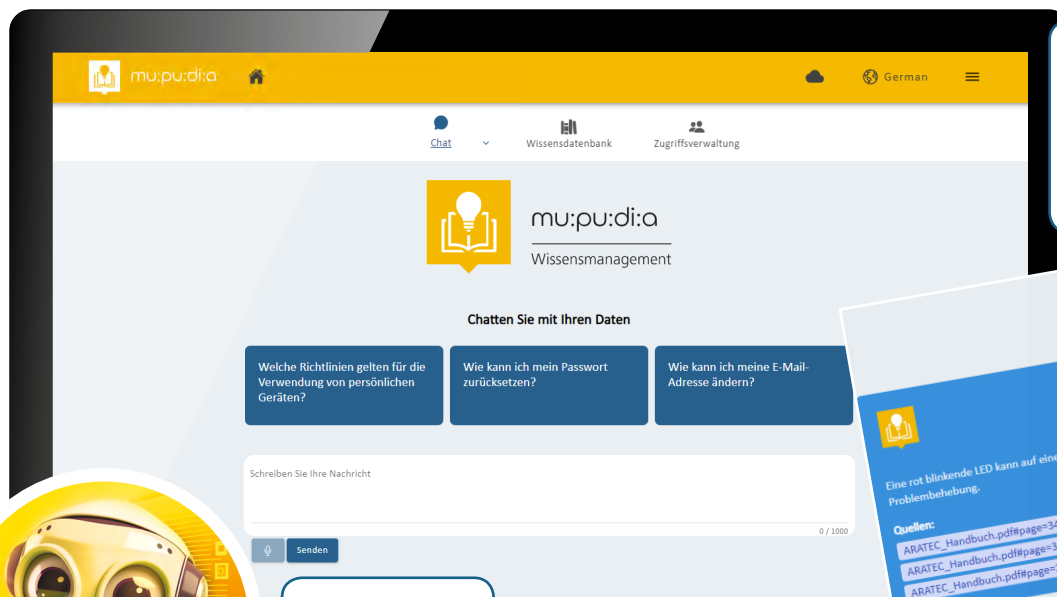 mu:pu:di:a
German
Chat
Wissensdatenbank
Zugriffsverwaltung
mu:pu:di:a
Wissensmanagement
Chatten Sie mit Ihren Daten
Welche Richtlinien gelten für die
Verwendung von persönlichen
Geräten?
Wie kann ich mein Passwort
zurücksetzen?
Wie kann ich meine E-Mail-
Adresse ändern?
Schreiben Sie Ihre Nachricht
0 / 1000
Senden
Eine rot blinkende LED kann auf eine
Problembehebung.
Quellen:
ARATEC_Handbuch.pdf#page=34
ARATEC_Handbuch.pdf#page=3
ARATEC_Handbuch.pdf#page=